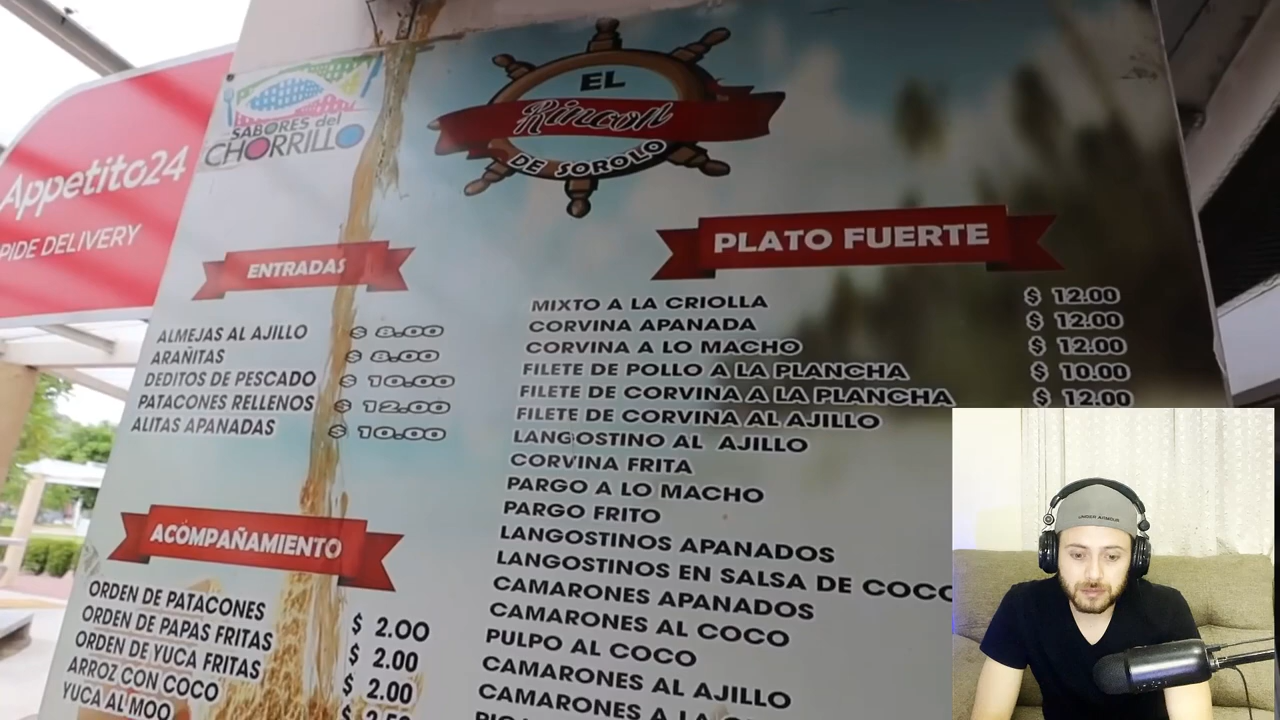 SABORES del
CHORRILLO
EL
Rincon
DE SOROLO
Appetito24
PIDE DELIVERY
ENTRADAS
ALMEJAS AL AJILLO $ 8.00
ARAÑITAS $ 8.00
DEDITOS DE PESCADO $ 10.00
PATACONES RELLENOS $ 12.00
ALITAS APANADAS $ 10.00
ACOMPAÑAMIENTO
ORDEN DE PATACONES $ 2.00
ORDEN DE PAPAS FRITAS $ 2.00
ORDEN DE YUCA FRITAS $ 2.00
ARROZ CON COCO
YUCA AL MOO
PLATO FUERTE
MIXTO A LA CRIOLLA $ 12.00
CORVINA APANADA $ 12.00
CORVINA A LO MACHO $ 12.00
FILETE DE POLLO A LA PLANCHA $ 10.00
FILETE DE CORVINA A LA PLANCHA $ 12.00
FILETE DE CORVINA AL AJILLO
LANGOSTINO AL AJILLO
CORVINA FRITA
PARGO A LO MACHO
PARGO FRITO
LANGOSTINOS APANADOS
LANGOSTINOS EN SALSA DE COCO
CAMARONES APANADOS
CAMARONES AL COCO
PULPO AL COCO
CAMARONES AL AJILLO
CAMARONES A LA
UNDER ARMOUR